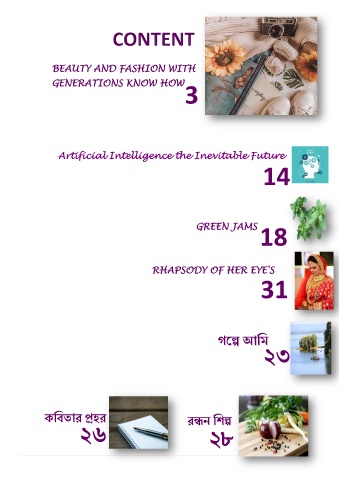 CONTENT
BEAUTY AND FASHION WITH
GENERATIONS KNOW HOW
3
Artificial Intelligence the Inevitable Future
14
GREEN JAMS
18
RHAPSODY OF HER EYE'S
31
গল্পে আমি
২৩
কবিতার প্রহর
২৬
রন্ধন শিল্প
২৮